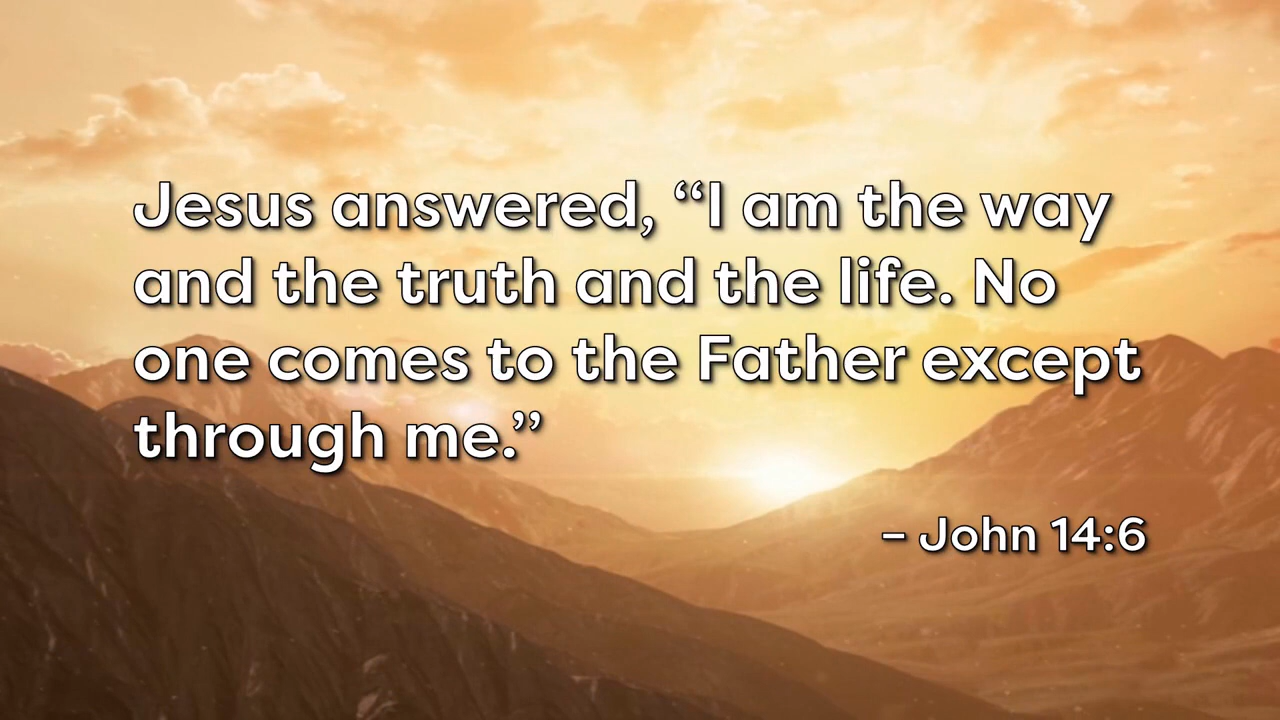 Jesus answered, “I am the way
and the truth and the life. No
one comes to the Father except
through me.”
– John 14:6